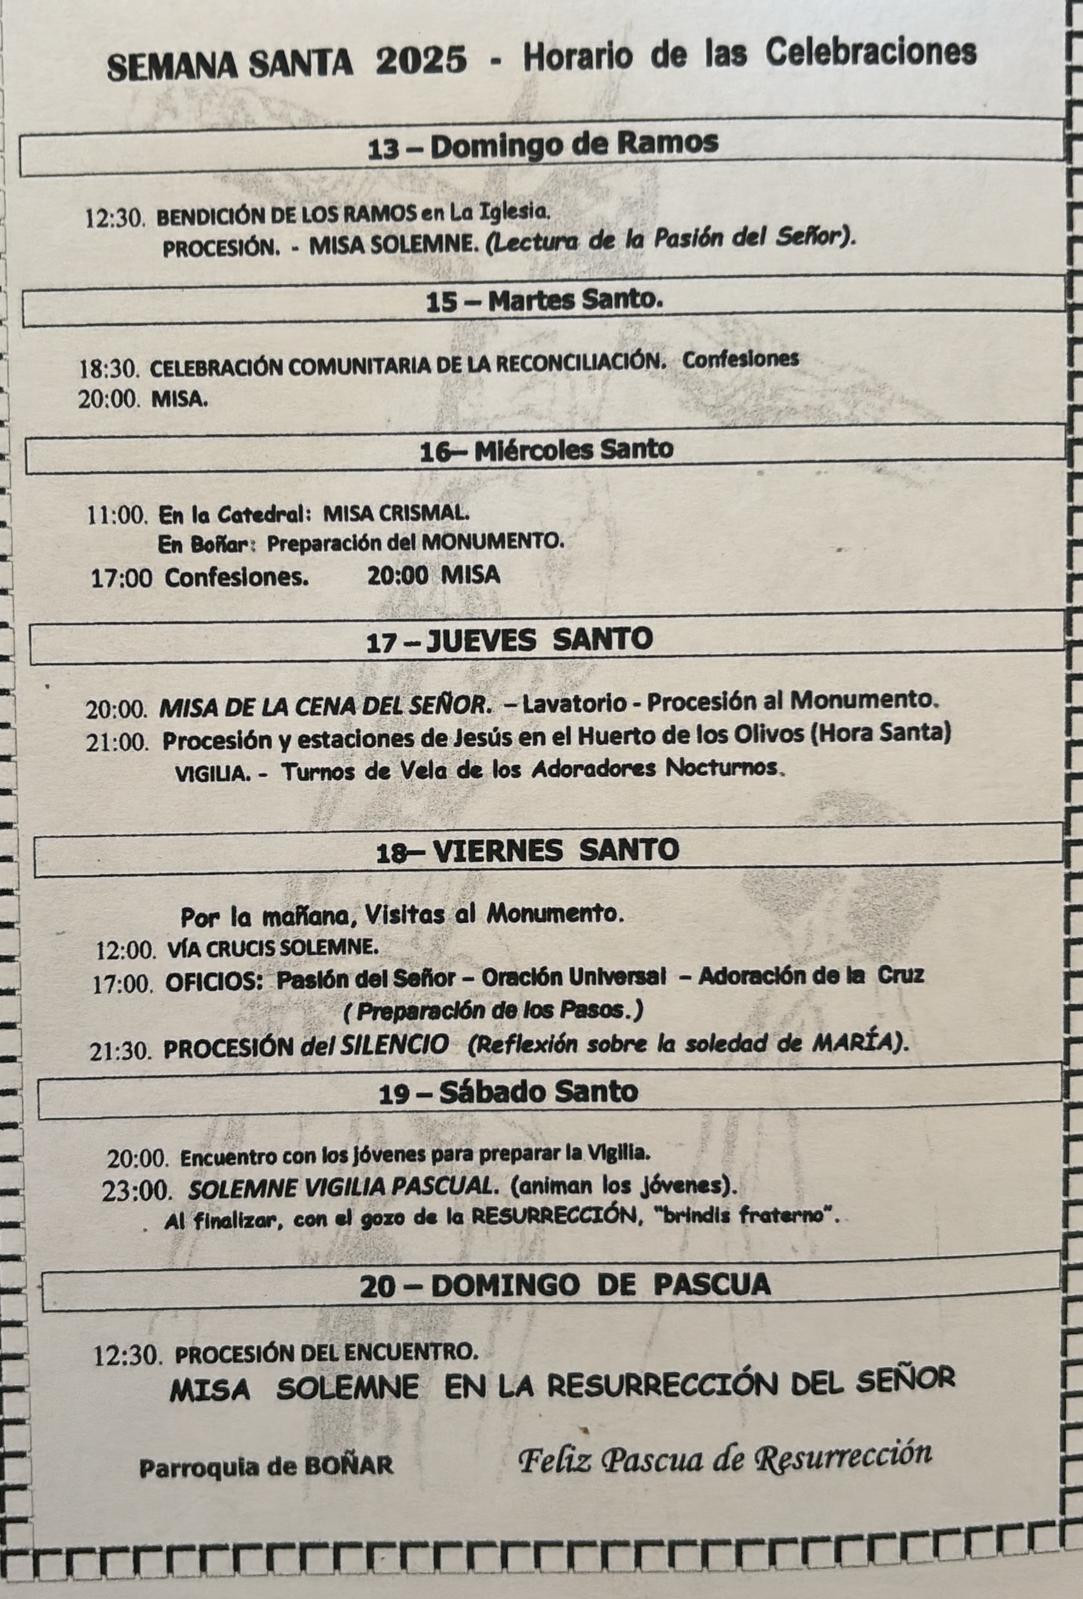 SEMANA SANTA 2025 - Horario de las Celebraciones
13 – Domingo de Ramos
12:30. BENDICIÓN DE LOS RAMOS en La Iglesia.
PROCESIÓN. - MISA SOLEMNE. (Lectura de la Pasión del Señor).
15 – Martes Santo.
18:30. CELEBRACIÓN COMUNITARIA DE LA RECONCILIACIÓN. Confesiones
20:00. MISA.
16– Miércoles Santo
11:00. En la Catedral: MISA CRISMAL.
En Boñar: Preparación del MONUMENTO.
17:00 Confesiones. 20:00 MISA
17 – JUEVES SANTO
20:00. MISA DE LA CENA DEL SEÑOR. – Lavatorio - Procesión al Monumento.
21:00. Procesión y estaciones de Jesús en el Huerto de los Olivos (Hora Santa)
VIGILIA. - Turnos de Vela de los Adoradores Nocturnos.
18– VIERNES SANTO
Por la mañana, Visitas al Monumento.
12:00. VÍA CRUCIS SOLEMNE.
17:00. OFICIOS: Pasión del Señor – Oración Universal – Adoración de la Cruz
( Preparación de los Pasos.)
21:30. PROCESIÓN del SILENCIO (Reflexión sobre la soledad de MARÍA).
19 – Sábado Santo
20:00. Encuentro con los jóvenes para preparar la Vigilia.
23:00. SOLEMNE VIGILIA PASCUAL. (animan los jóvenes).
Al finalizar, con el gozo de la RESURRECCIÓN, "brindis fraterno".
20 – DOMINGO DE PASCUA
12:30. PROCESIÓN DEL ENCUENTRO.
MISA SOLEMNE EN LA RESURRECCIÓN DEL SEÑOR
Parroquia de BOÑAR Feliz Pascua de Resurrección